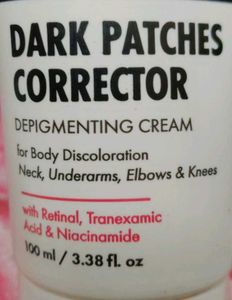 DARK PATCHES
CORRECTOR
DEPIGMENTING CREAM
for Body Discoloration
Neck, Underarms, Elbows & Knees
with Retinal, Tranexamic
Acid & Niacinamide
100 ml / 3.38 fl. oz